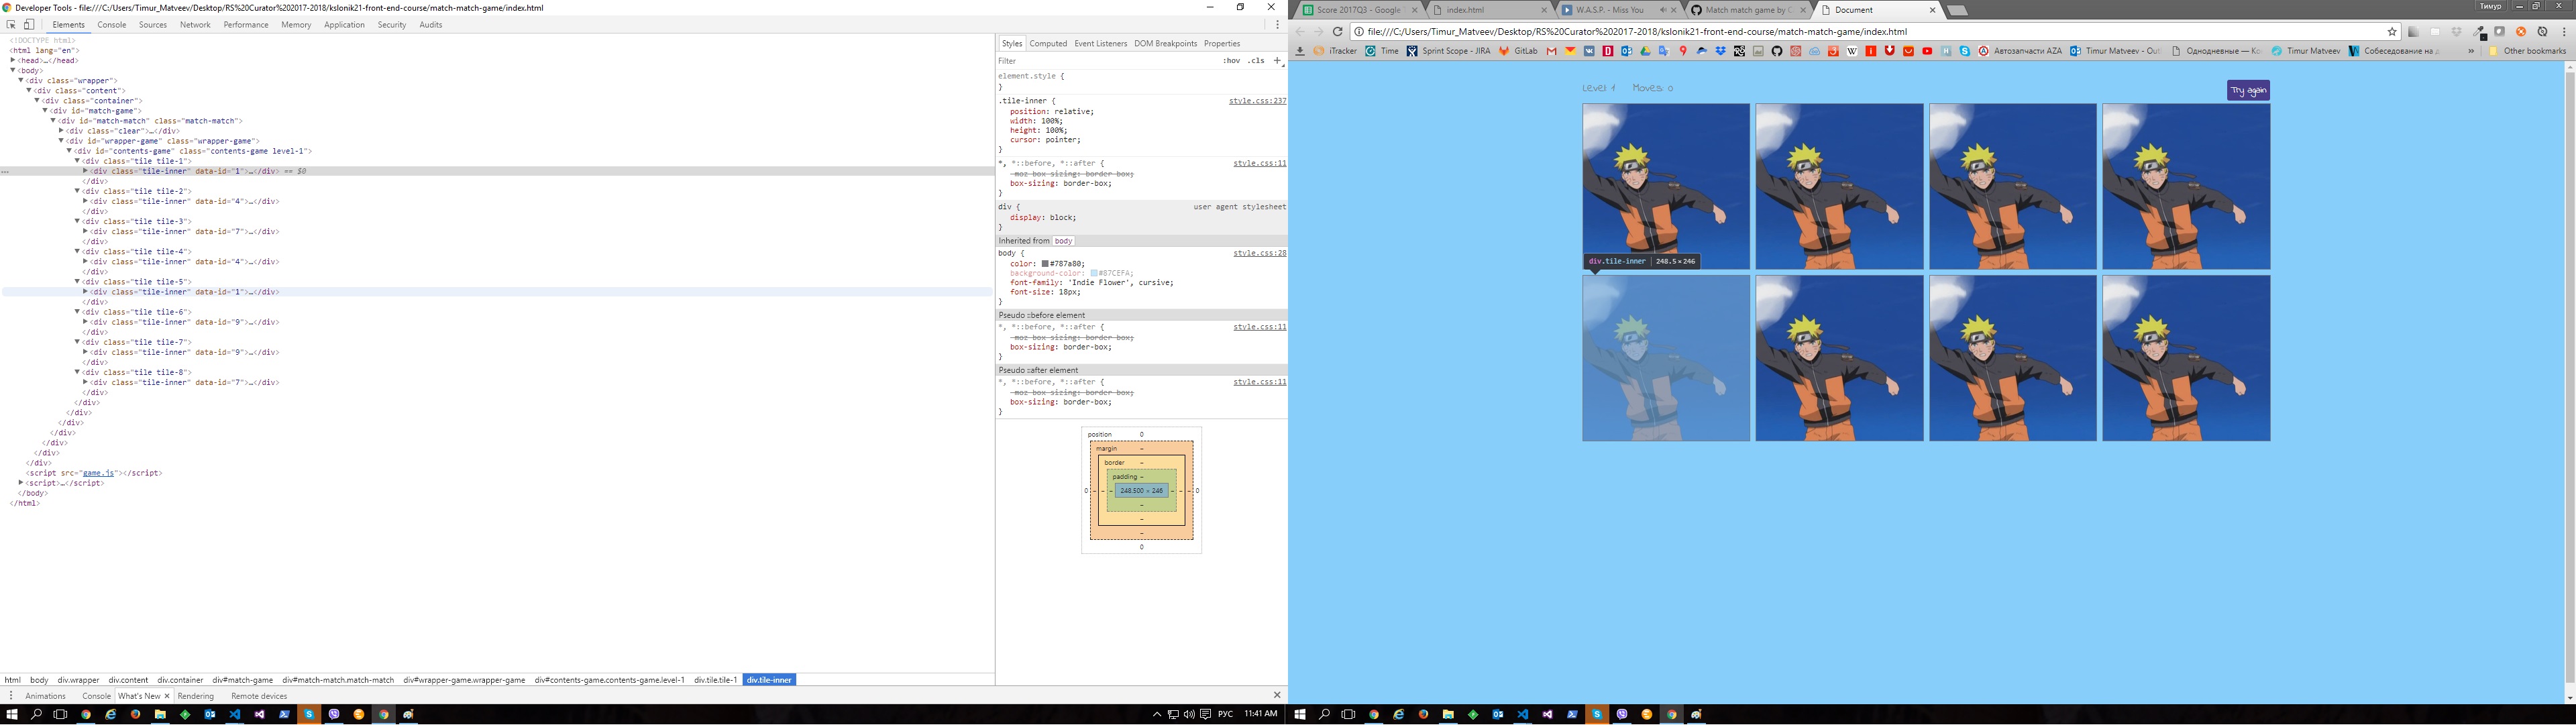 Developer Tools - file:///C:/Users/Timur_Matveev/Desktop/RS%20Curator%202017-2018/kslonik21-front-end-course/match-match-game/index.html
Elements Console Sources Network Performance Memory Application Security Audits
<!DOCTYPE html>
<html lang="en">
<head>…</head>
<body>
<div class="wrapper">
<div class="content">
<div class="container">
<div id="match-game">
<div id="match-match" class="match-match">
<div class="clear">…</div>
<div id="wrapper-game" class="wrapper-game">
<div id="contents-game" class="contents-game level-1">
<div class="tile tile-1">
<div class="tile-inner" data-id="1">…</div> == $0
</div>
<div class="tile tile-2">
<div class="tile-inner" data-id="4">…</div>
</div>
<div class="tile tile-3">
<div class="tile-inner" data-id="7">…</div>
</div>
<div class="tile tile-4">
<div class="tile-inner" data-id="4">…</div>
</div>
<div class="tile tile-5">
<div class="tile-inner" data-id="1">…</div>
</div>
<div class="tile tile-6">
<div class="tile-inner" data-id="9">…</div>
</div>
<div class="tile tile-7">
<div class="tile-inner" data-id="9">…</div>
</div>
<div class="tile tile-8">
<div class="tile-inner" data-id="7">…</div>
</div>
</div>
</div>
</div>
</div>
</div>
</div>
</div>
<script src="game.js"></script>
<script>…</script>
</body>
</html>
html body div.wrapper div.content div.container div#match-game div#match-match.match-match div#wrapper-game.wrapper-game div#contents-game.contents-game.level-1 div.tile.tile-1 div.tile-inner
Animations Console What's New Rendering Remote devices
Styles Computed Event Listeners DOM Breakpoints Properties
Filter :hov .cls +
element.style {
}
.tile-inner { style.css:237
position: relative;
width: 100%;
height: 100%;
cursor: pointer;
}
*, *::before, *::after { style.css:11
-moz-box-sizing: border-box;
box-sizing: border-box;
}
div { user agent stylesheet
display: block;
}
Inherited from body
body { style.css:28
color: #787a80;
background-color: #87CEFA;
font-family: 'Indie Flower', cursive;
font-size: 18px;
}
Pseudo ::before element
*, *::before, *::after { style.css:11
-moz-box-sizing: border-box;
box-sizing: border-box;
}
Pseudo ::after element
*, *::before, *::after { style.css:11
-moz-box-sizing: border-box;
box-sizing: border-box;
}
position 0
margin -
border -
padding -
0 - - - 248.500 × 246 - - - 0
-
-
-
0
РУС 11:41 AM
Score 2017Q3 - Google index.html W.A.S.P. - Miss You Match match game by Document
Тимур
file:///C:/Users/Timur_Matveev/Desktop/RS%20Curator%202017-2018/kslonik21-front-end-course/match-match-game/index.html
iTracker Time Sprint Scope - JIRA GitLab Автозапчасти AZA Timur Matveev - Out Однодневные — Ко Timur Matveev Собеседование на д » Other bookmarks
Level 1 Moves: 0 Try again
div.tile-inner 248.5 × 246